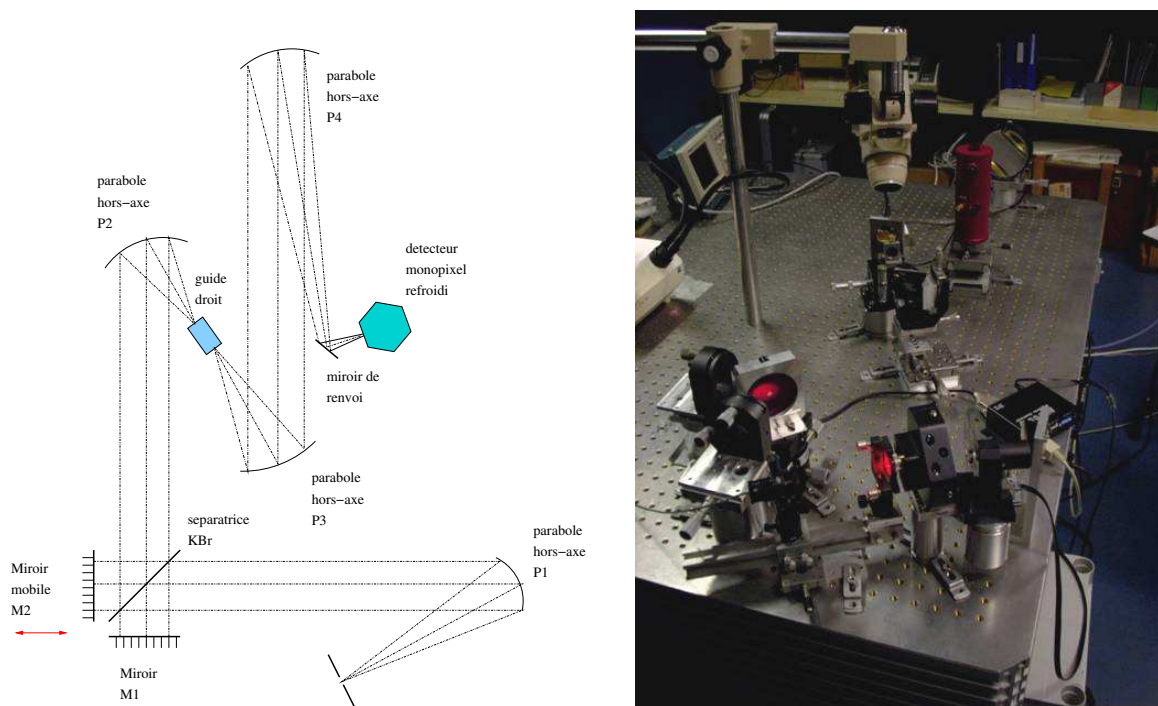 parabole
hors−axe
P4
parabole
hors−axe
P2
guide
droit
detecteur
monopixel
refroidi
miroir de
renvoi
parabole
hors−axe
P3
separatrice
KBr
parabole
hors−axe
P1
Miroir
mobile
M2
Miroir
M1